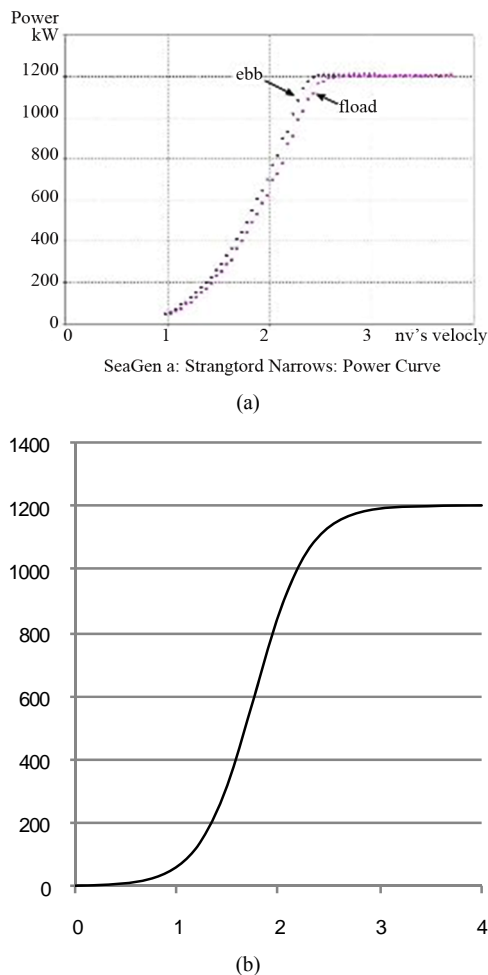 Power
kW
1200
1000
800
600
400
200
0
ebb
fload
0 1 2 3 nv's velocly
SeaGen a: Strangtord Narrows: Power Curve
(a)
1400
1200
1000
800
600
400
200
0
0 1 2 3 4
(b)